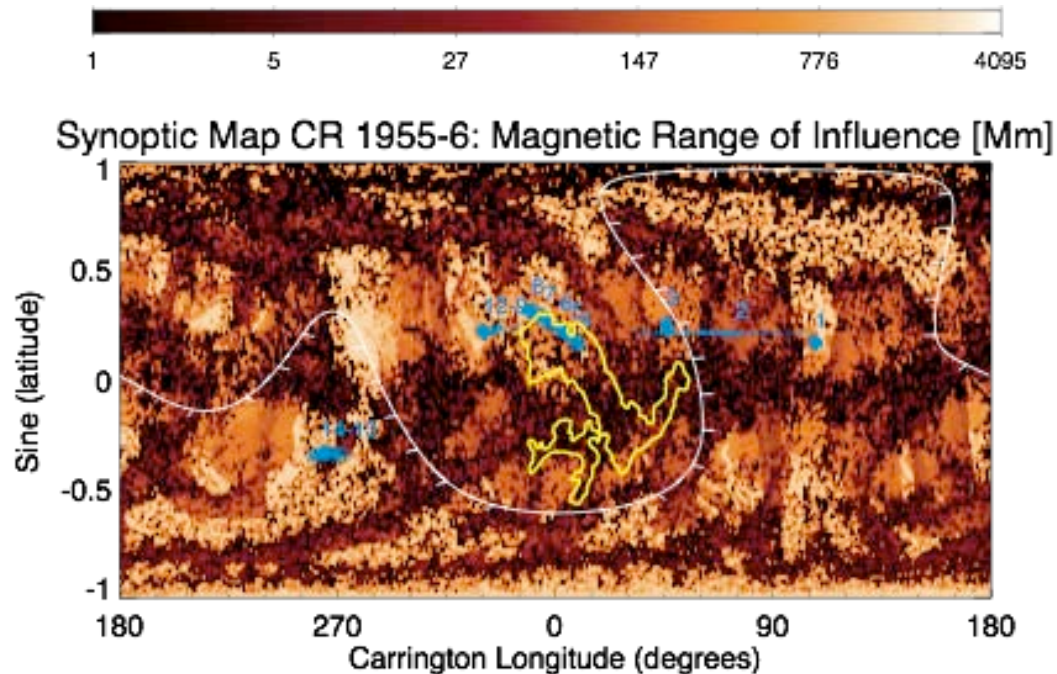 1 5 27 147 776 4095
Synoptic Map CR 1955-6: Magnetic Range of Influence [Mm]
1
0.5
0
-0.5
-1
Sine (latitude)
2
1
180 270 0 90 180
Carrington Longitude (degrees)